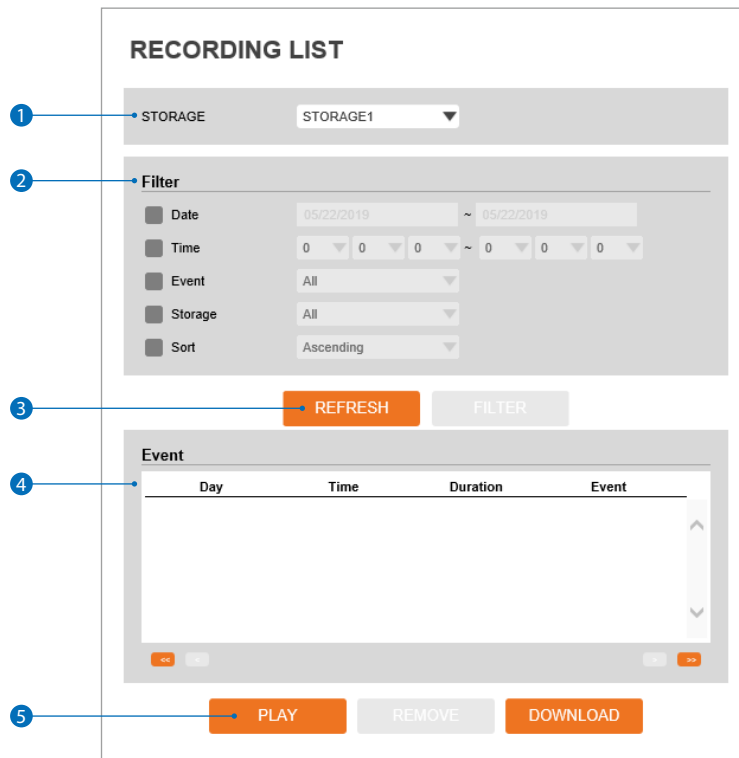 RECORDING LIST
1 STORAGE STORAGE1
2 Filter
Date 05/22/2019 ~ 05/22/2019
Time 0 0 0 ~ 0 0 0
Event All
Storage All
Sort Ascending
3 REFRESH FILTER
Event
4 Day Time Duration Event
<< < > >>
5 PLAY REMOVE DOWNLOAD